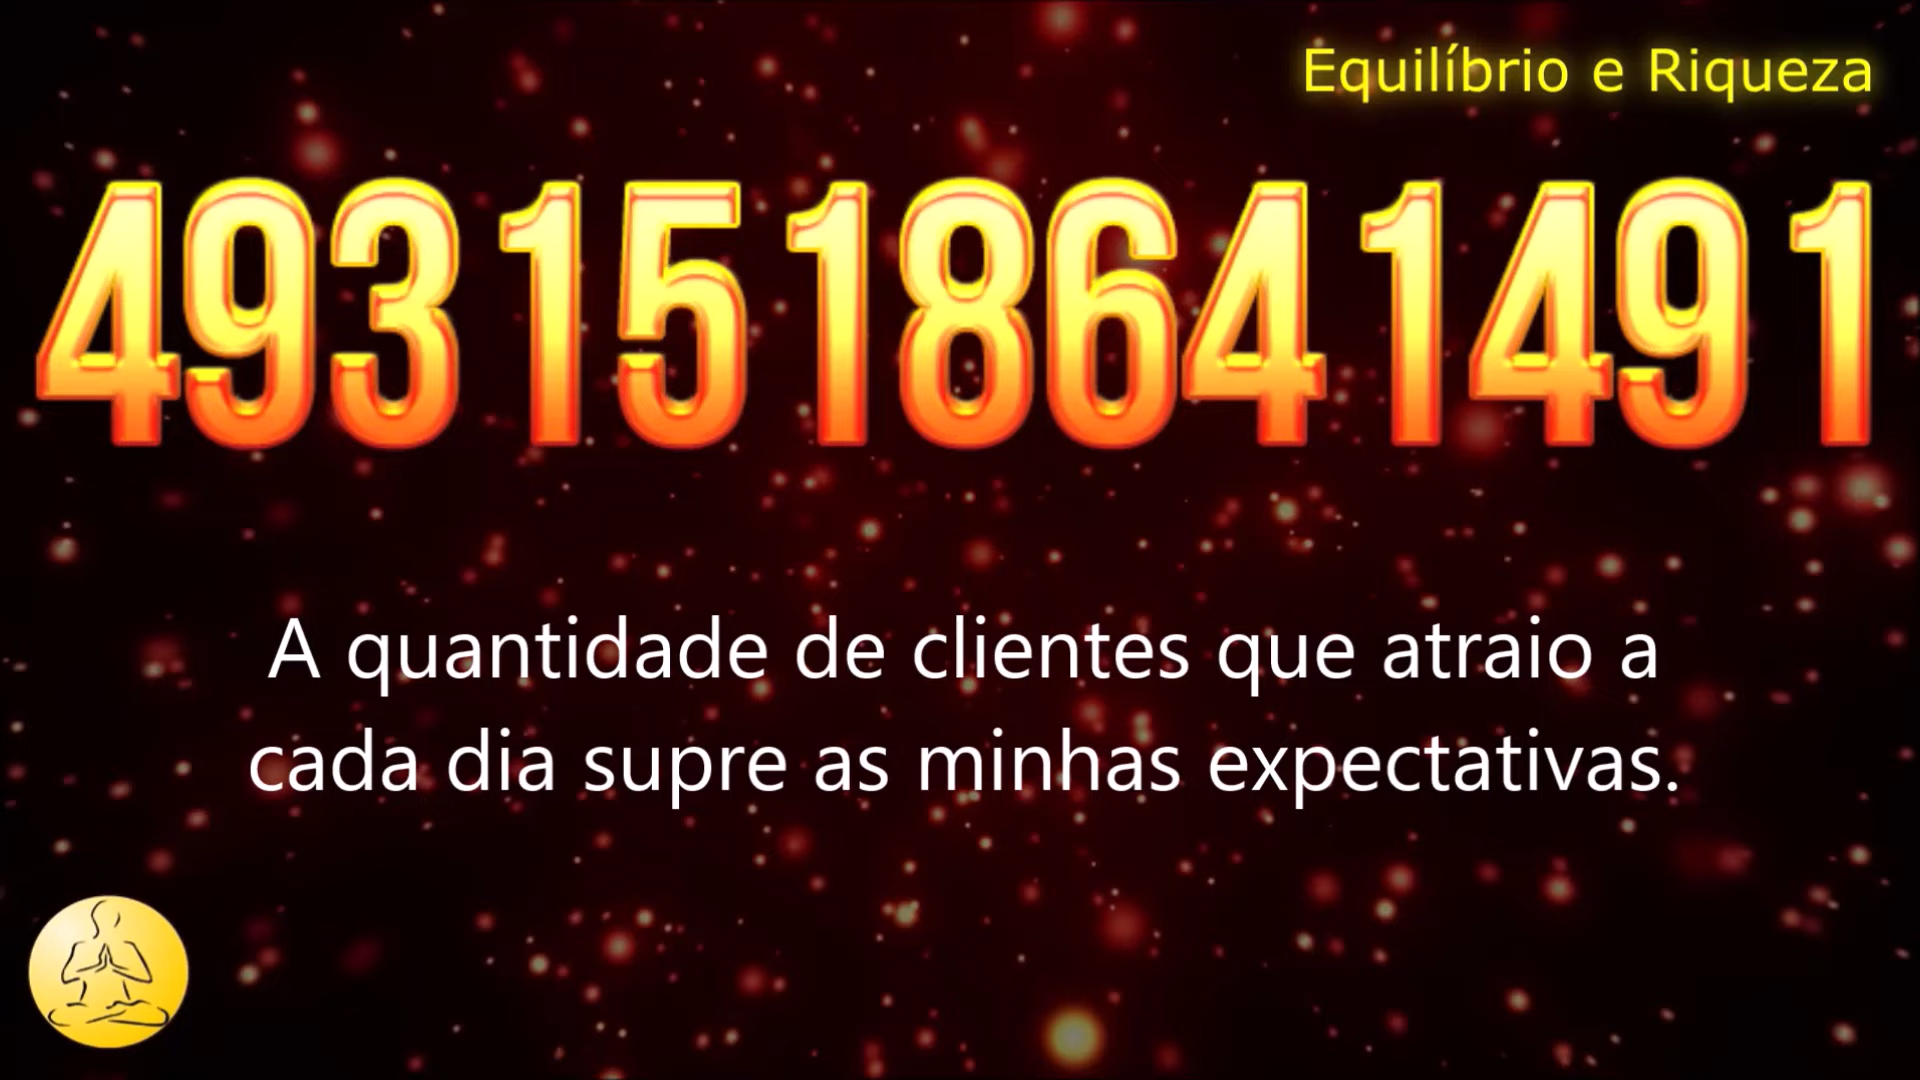 Equilíbrio e Riqueza
4931518641491
A quantidade de clientes que atraio a
cada dia supre as minhas expectativas.